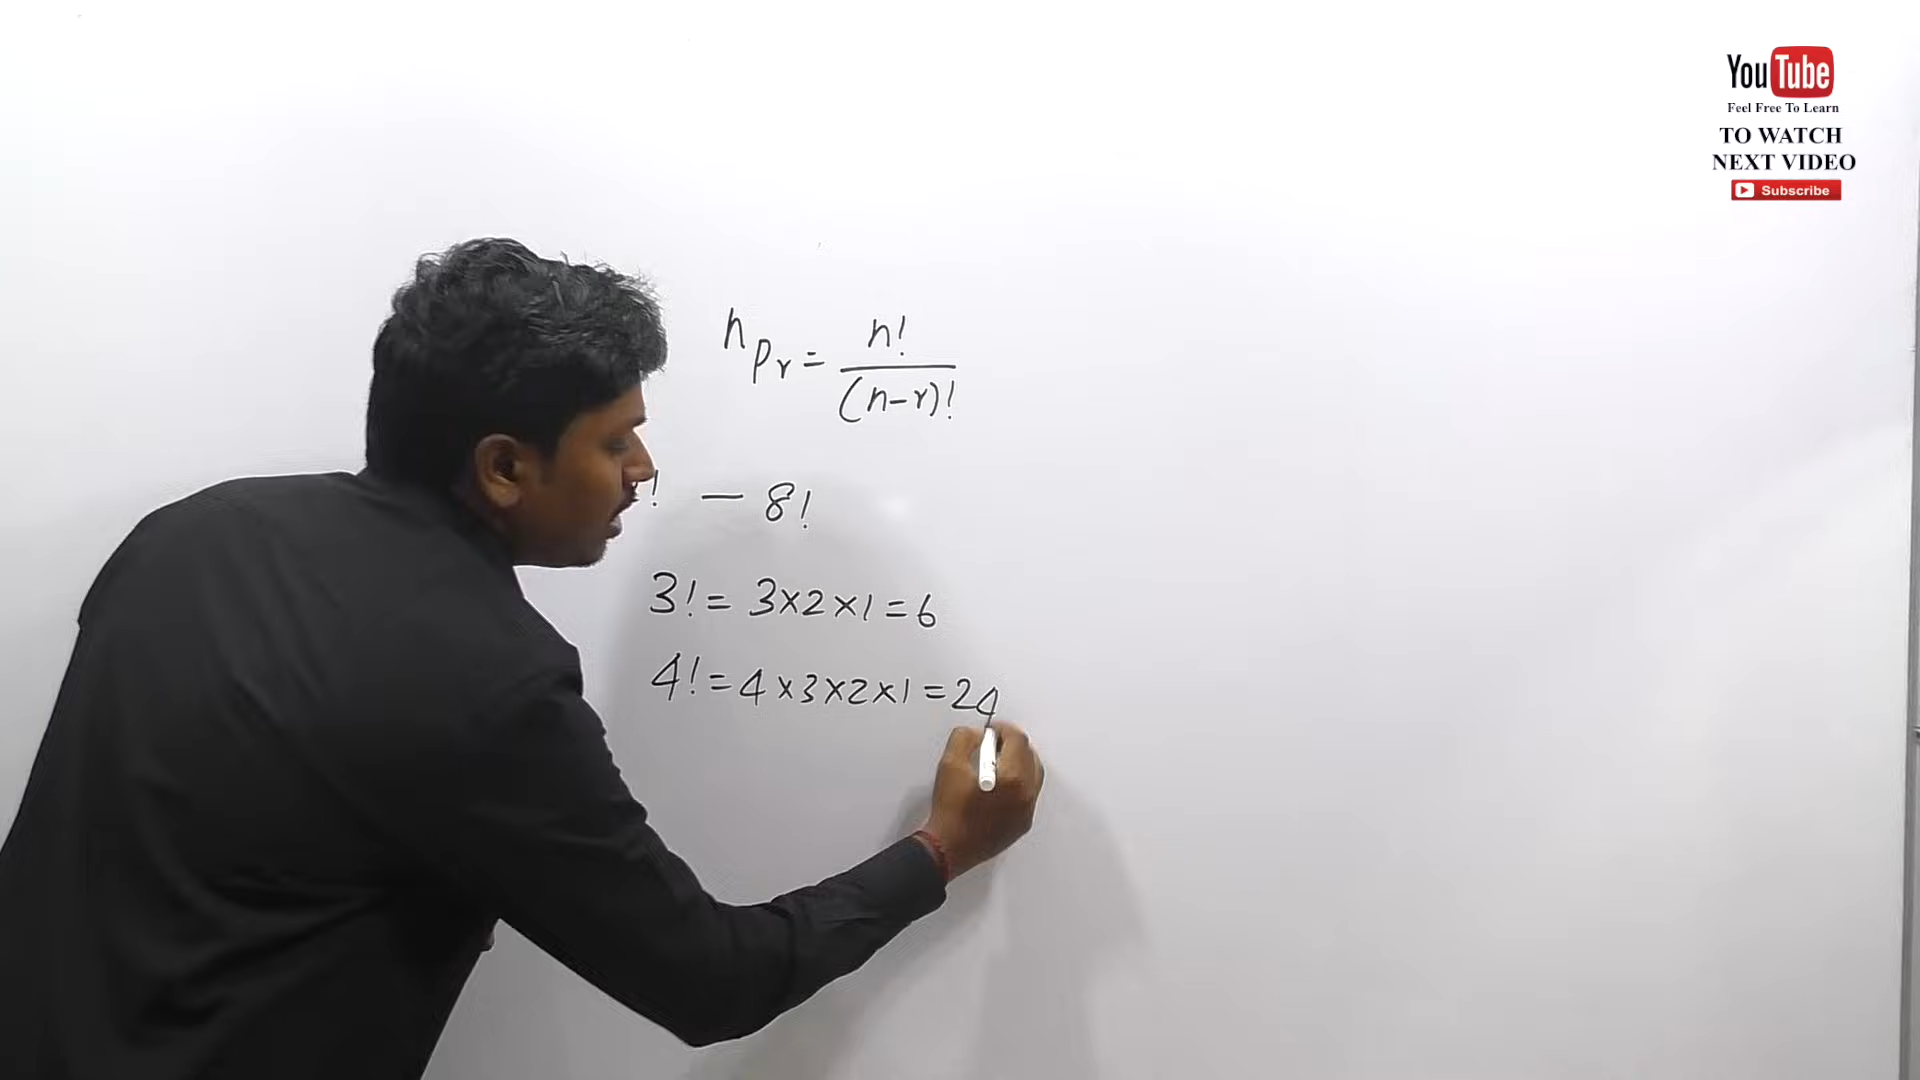 YouTube
Feel Free To Learn
TO WATCH
NEXT VIDEO
Subscribe
nPr = n! / (n-r)!
! — 8!
3! = 3×2×1 = 6
4! = 4×3×2×1 = 24